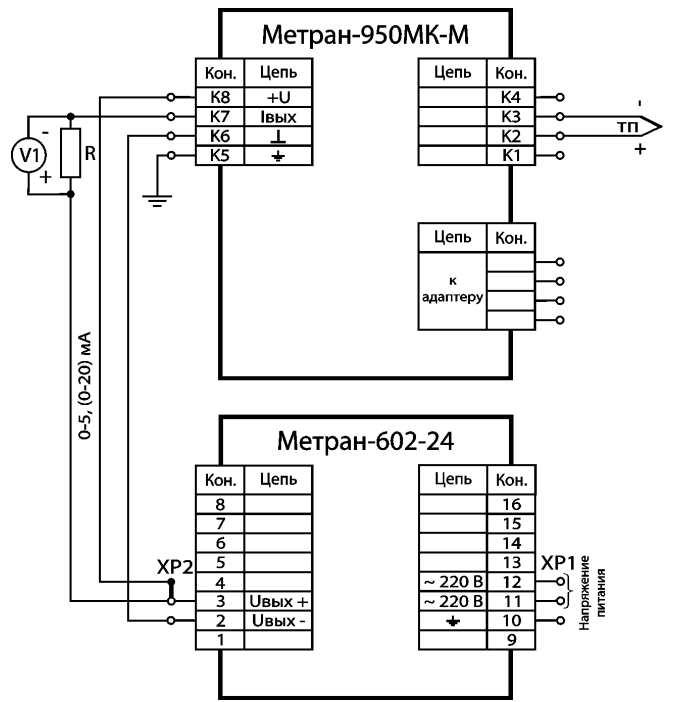 Метран-950МК-М
Кон. Цепь
K8 +U
K7 Iвых
K6 ⊥
K5 ⏚
Цепь Кон.
K4
K3
K2
K1
-
ТП
+
-
V1
+
R
Цепь Кон.
к
адаптеру
0-5, (0-20) мА
Метран-602-24
Кон. Цепь
8
7
6
5
4
3 Uвых +
2 Uвых -
1
XP2
Цепь Кон.
16
15
14
13
~ 220 В 12
~ 220 В 11
⏚ 10
9
XP1
Напряжение
питания